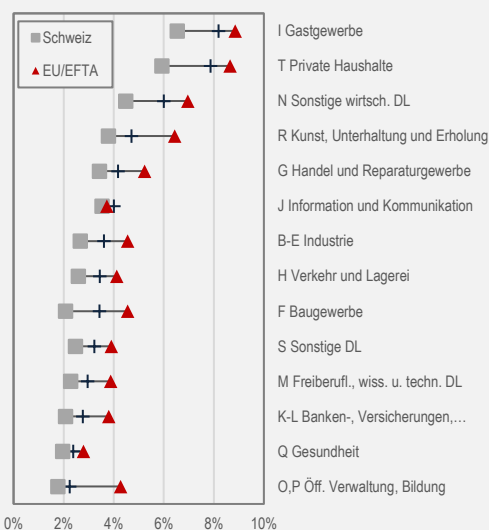 Schweiz
EU/EFTA
I Gastgewerbe
T Private Haushalte
N Sonstige wirtsch. DL
R Kunst, Unterhaltung und Erholung
G Handel und Reparaturgewerbe
J Information und Kommunikation
B-E Industrie
H Verkehr und Lagerei
F Baugewerbe
S Sonstige DL
M Freiberufl., wiss. u. techn. DL
K-L Banken-, Versicherungen,…
Q Gesundheit
O,P Öff. Verwaltung, Bildung
0% 2% 4% 6% 8% 10%